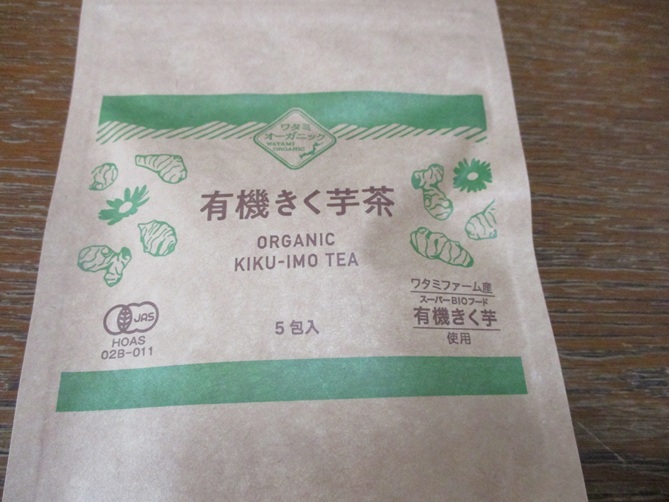 ワタミ
オーガニック
WATAMI
ORGANIC
有機きく芋茶
ORGANIC
KIKU-IMO TEA
ワタミファーム産
スーパーBIOフード
有機きく芋
使用
JAS
HOAS
02B-011
5包入